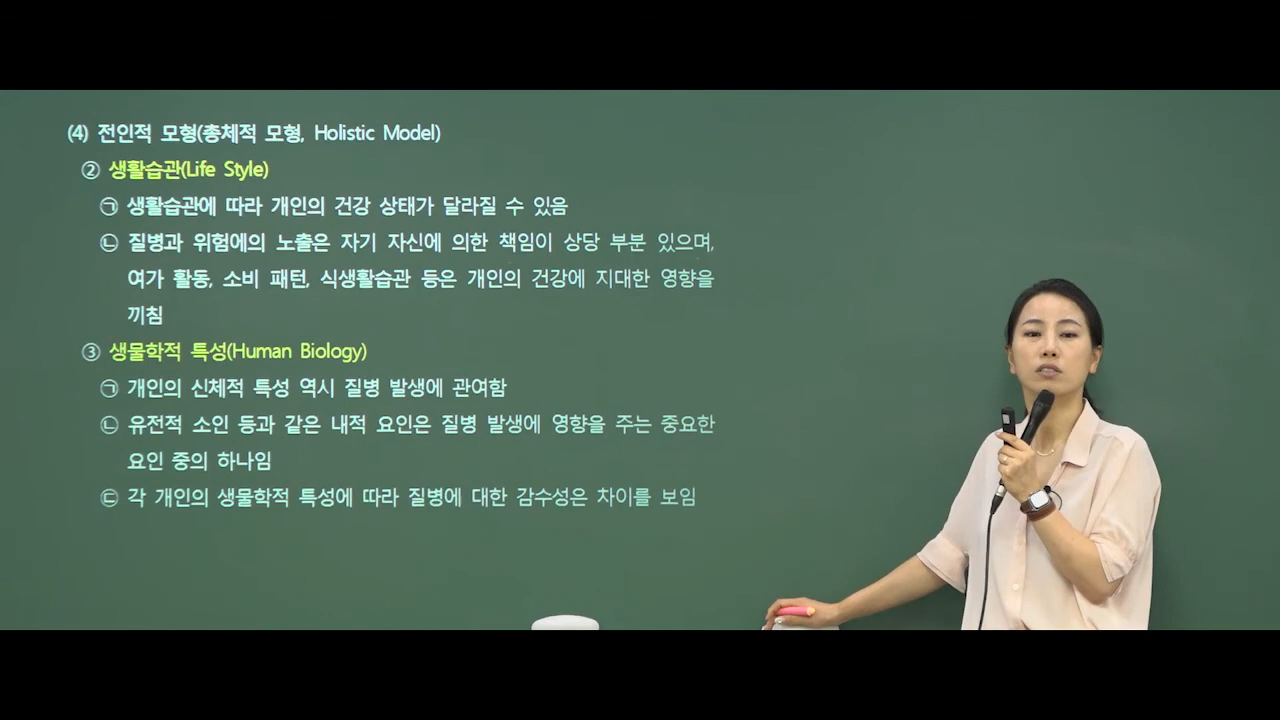 (4) 전인적 모형(총체적 모형, Holistic Model)
② 생활습관(Life Style)
㉠ 생활습관에 따라 개인의 건강 상태가 달라질 수 있음
㉡ 질병과 위험에의 노출은 자기 자신에 의한 책임이 상당 부분 있으며,
여가 활동, 소비 패턴, 식생활습관 등은 개인의 건강에 지대한 영향을
끼침
③ 생물학적 특성(Human Biology)
㉠ 개인의 신체적 특성 역시 질병 발생에 관여함
㉡ 유전적 소인 등과 같은 내적 요인은 질병 발생에 영향을 주는 중요한
요인 중의 하나임
㉢ 각 개인의 생물학적 특성에 따라 질병에 대한 감수성은 차이를 보임